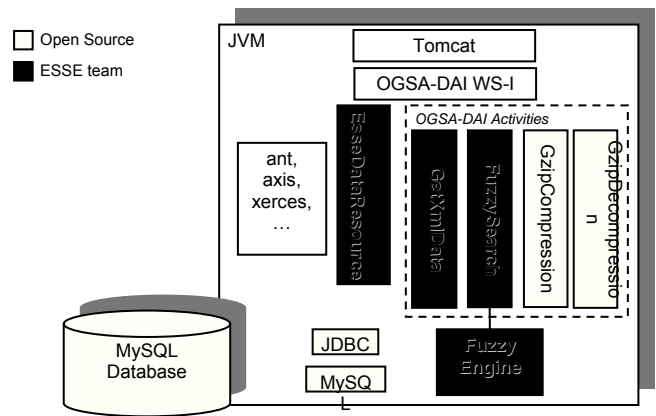 Open Source
ESSE team
JVM
Tomcat
OGSA-DAI WS-I
OGSA-DAI Activities
ant,
axis,
xerces,
…
EsseDataResource
GetXmlData
FuzzySearch
GzipCompression
GzipDecompressio
n
MySQL
Database
JDBC
MySQ
L
Fuzzy
Engine